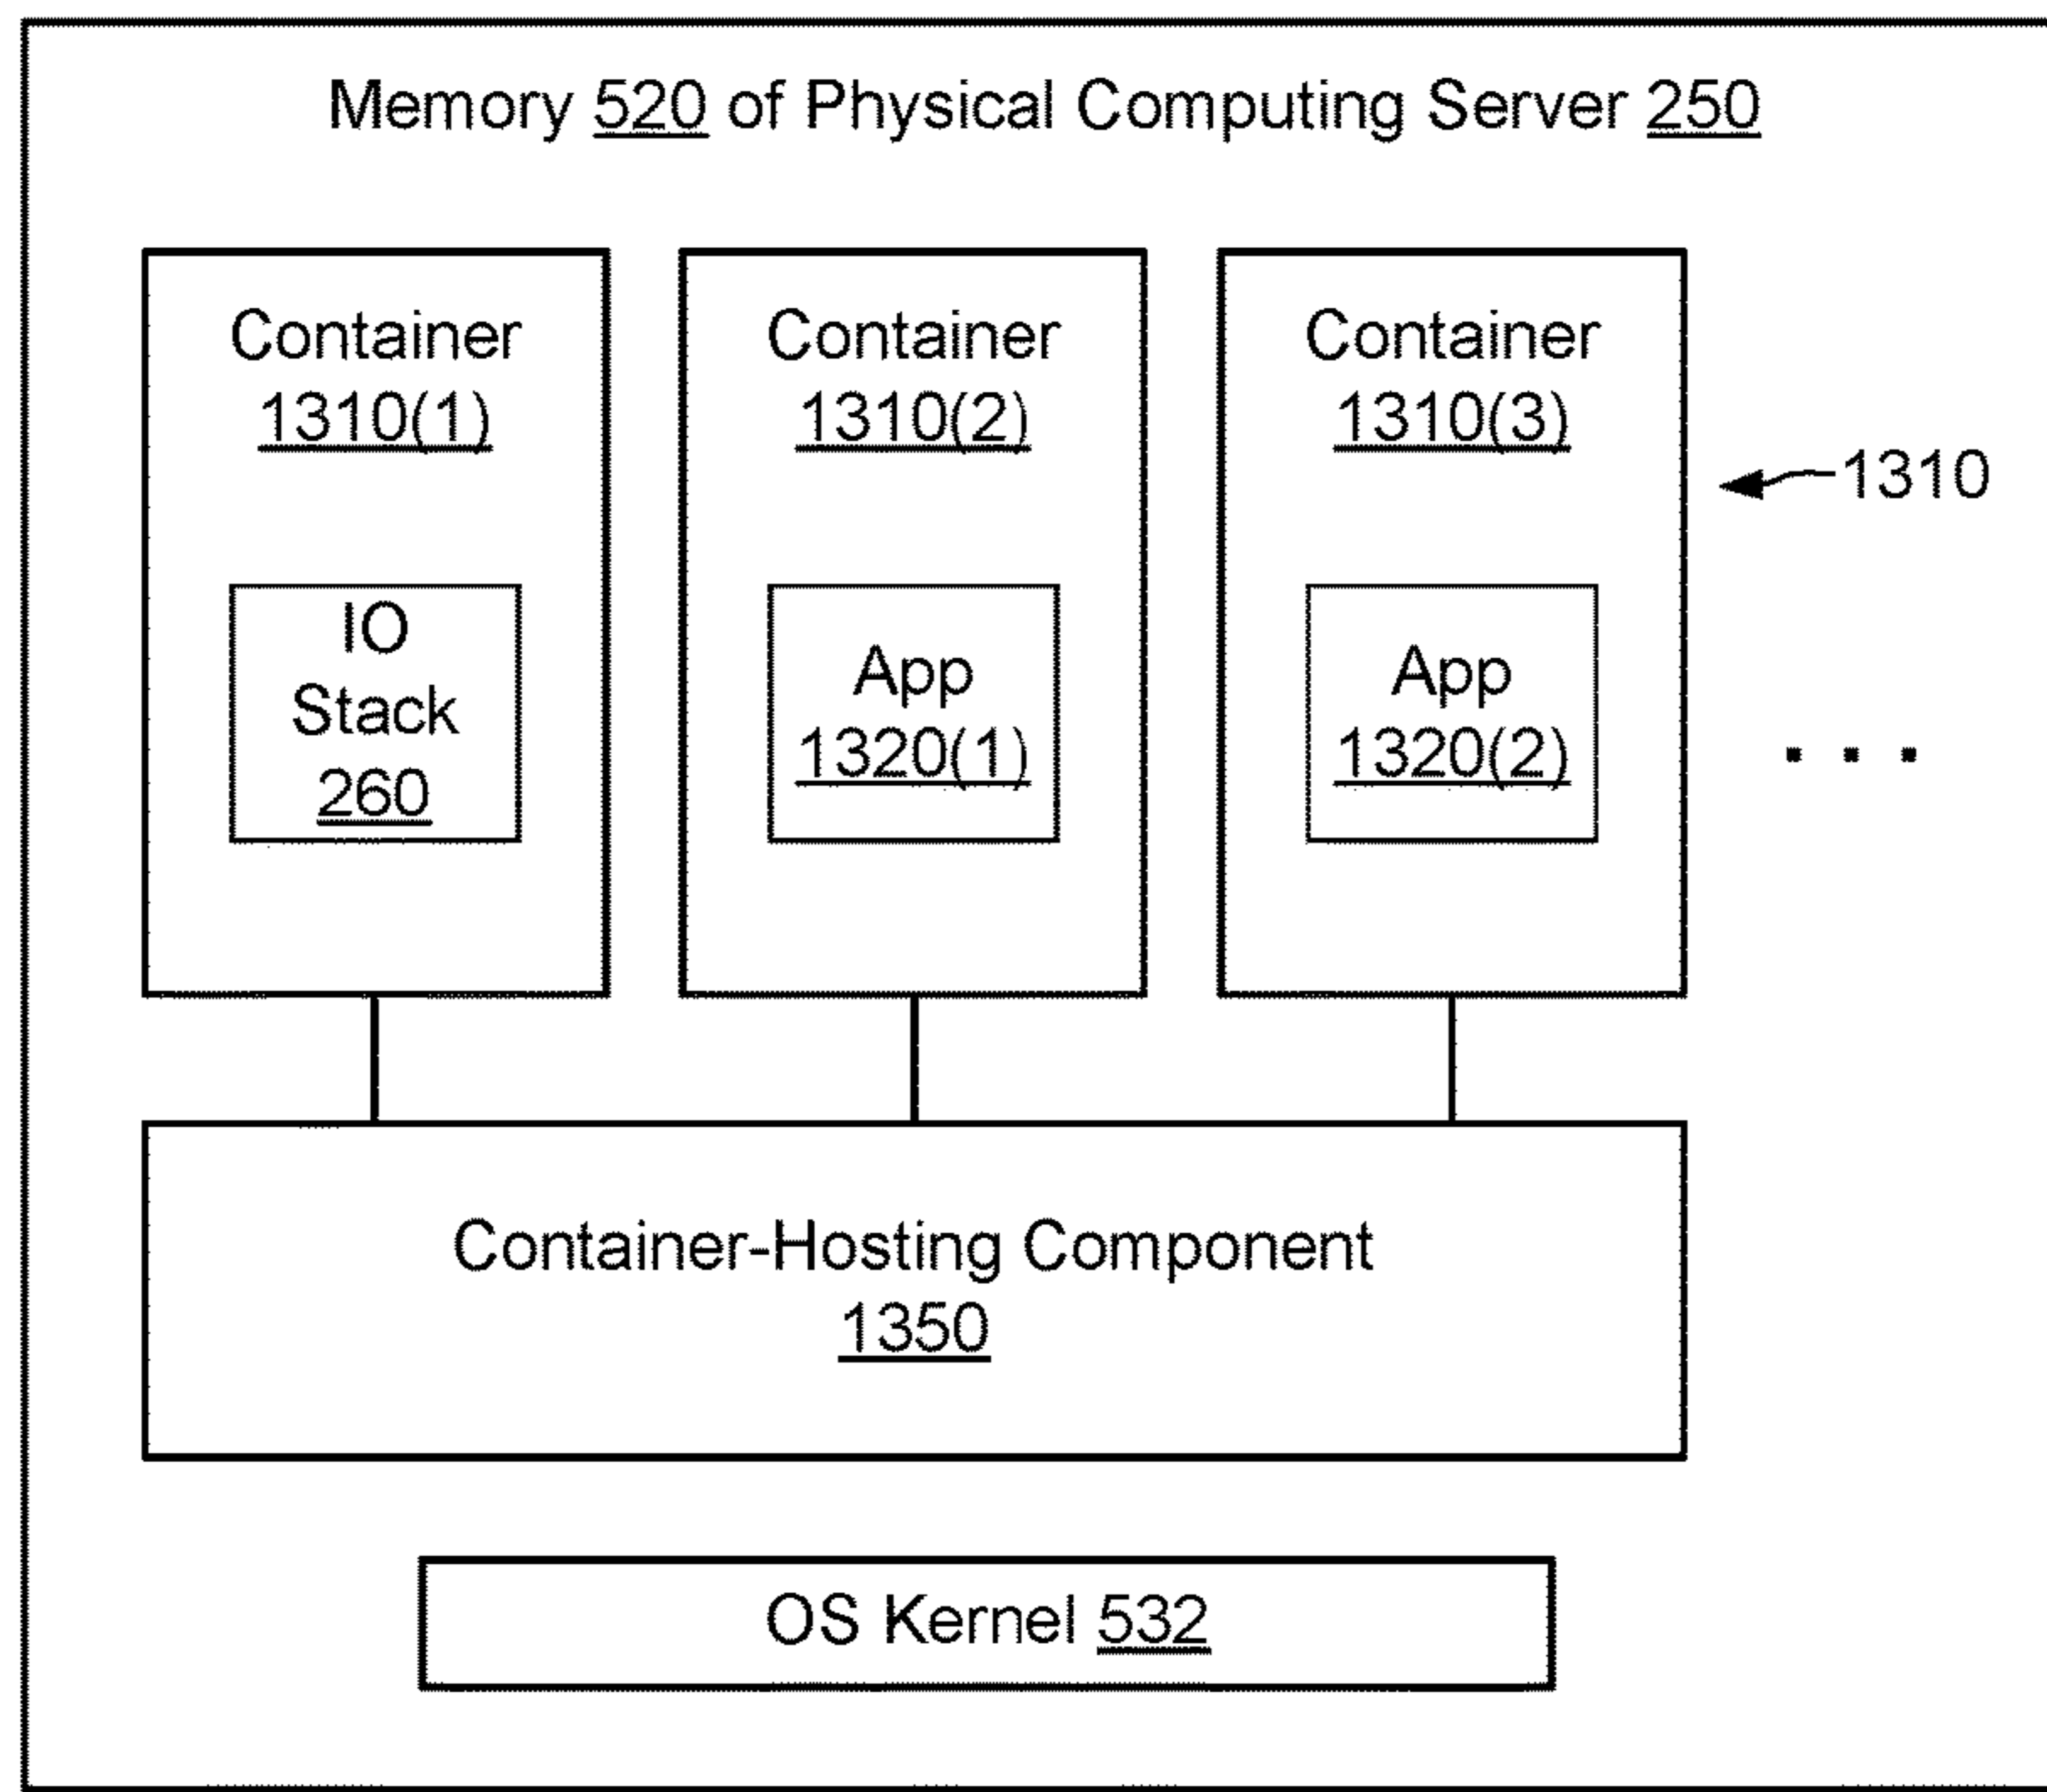 Memory 520 of Physical Computing Server 250
Container
1310(1)
Container
1310(2)
Container
1310(3)
1310
IO
Stack
260
App
1320(1)
App
1320(2)
. . .
Container-Hosting Component
1350
OS Kernel 532